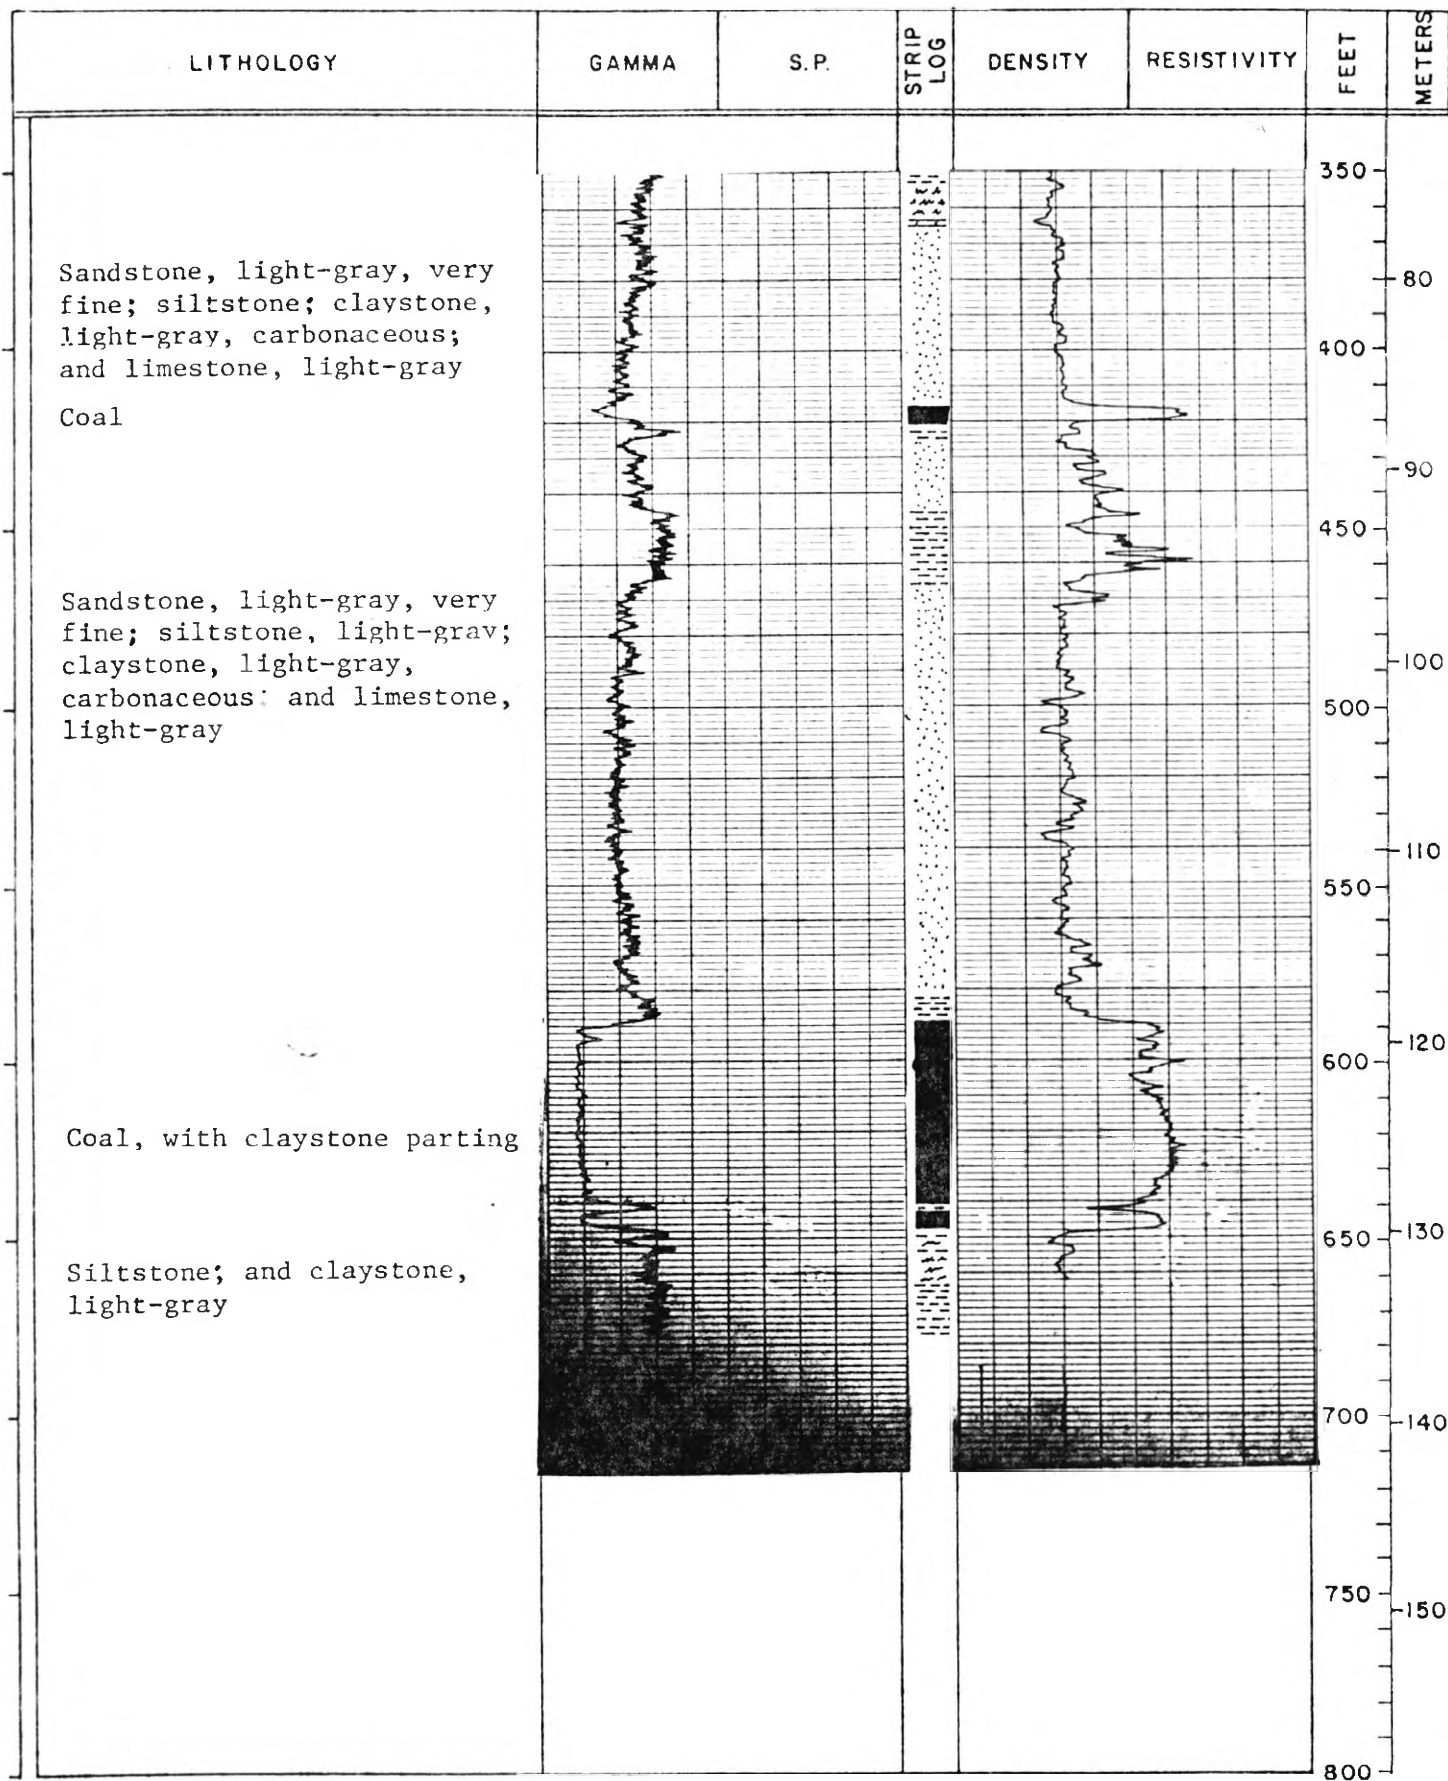 LITHOLOGY
GAMMA
S.P.
STRIP LOG
DENSITY
RESISTIVITY
FEET
METERS
Sandstone, light-gray, very
fine; siltstone; claystone,
light-gray, carbonaceous;
and limestone, light-gray
Coal
Sandstone, light-gray, very
fine; siltstone, light-grav;
claystone, light-gray,
carbonaceous: and limestone,
light-gray
Coal, with claystone parting
Siltstone; and claystone,
light-gray
350
400
450
500
550
600
650
700
750
800
80
90
100
110
120
130
140
150